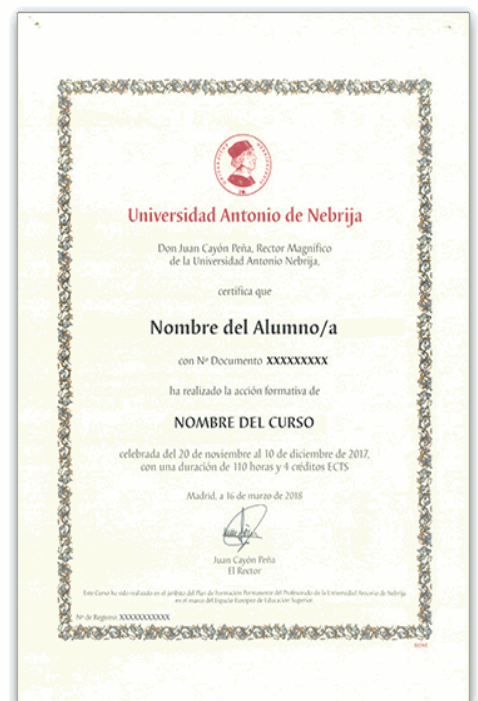 Universidad Antonio de Nebrija
Don Juan Cayón Peña, Rector Magnífico
de la Universidad Antonio Nebrija,
certifica que
Nombre del Alumno/a
con Nº Documento XXXXXXXXX
ha realizado la acción formativa de
NOMBRE DEL CURSO
celebrada del 20 de noviembre al 10 de diciembre de 2017,
con una duración de 110 horas y 4 créditos ECTS
Madrid, a 16 de marzo de 2018
Juan Cayón Peña
El Rector
Este Curso ha sido realizado en el ámbito del Plan de Formación Permanente del Profesorado de la Universidad Antonio de Nebrija
en el marco del Espacio Europeo de Educación Superior.
Nº de Registro XXXXXXXXXXX